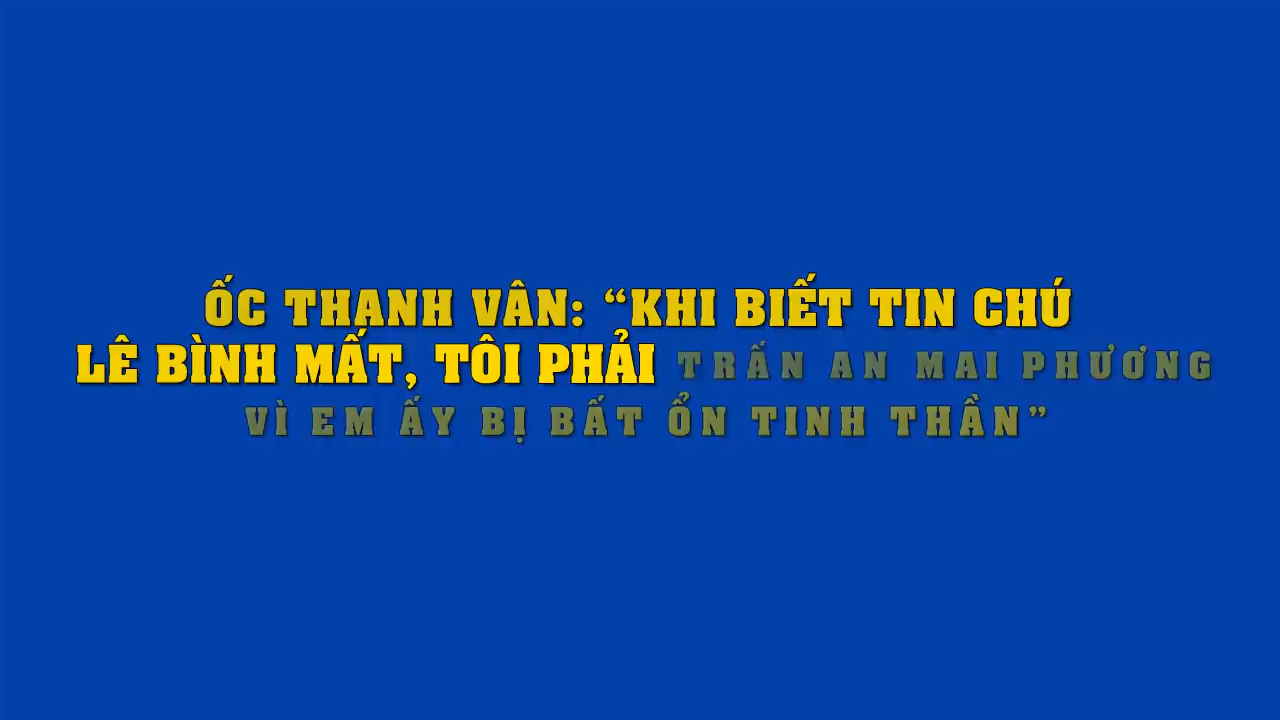 ỐC THANH VÂN: “KHI BIẾT TIN CHÚ
LÊ BÌNH MẤT, TÔI PHẢI TRẤN AN MAI PHƯƠNG
VÌ EM ẤY BỊ BẤT ỔN TINH THẦN”